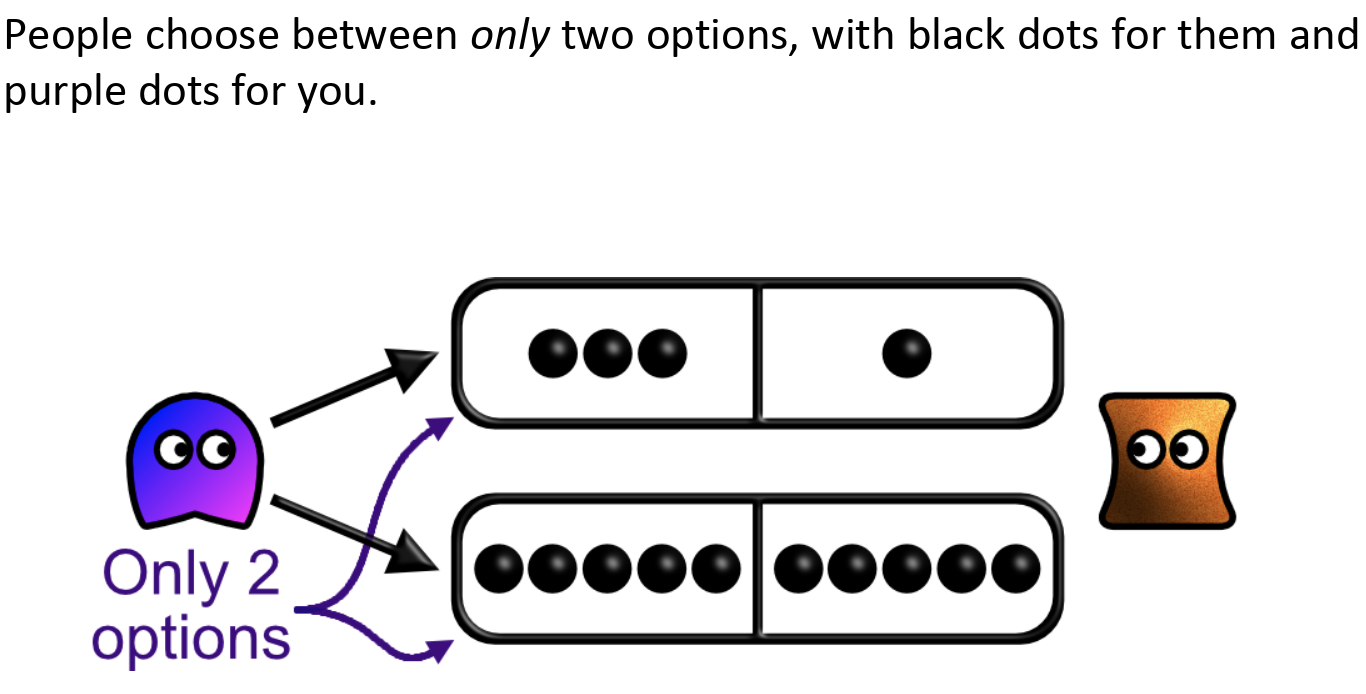 People choose between only two options, with black dots for them and
purple dots for you.
Only 2
options